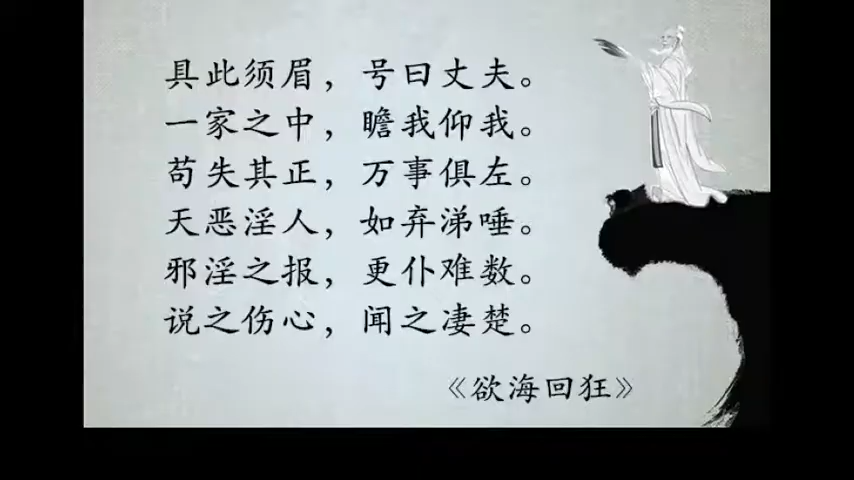 具此须眉，号曰丈夫。
一家之中，瞻我仰我。
苟失其正，万事俱左。
天恶淫人，如弃涕唾。
邪淫之报，更仆难数。
说之伤心，闻之凄楚。
《欲海回狂》